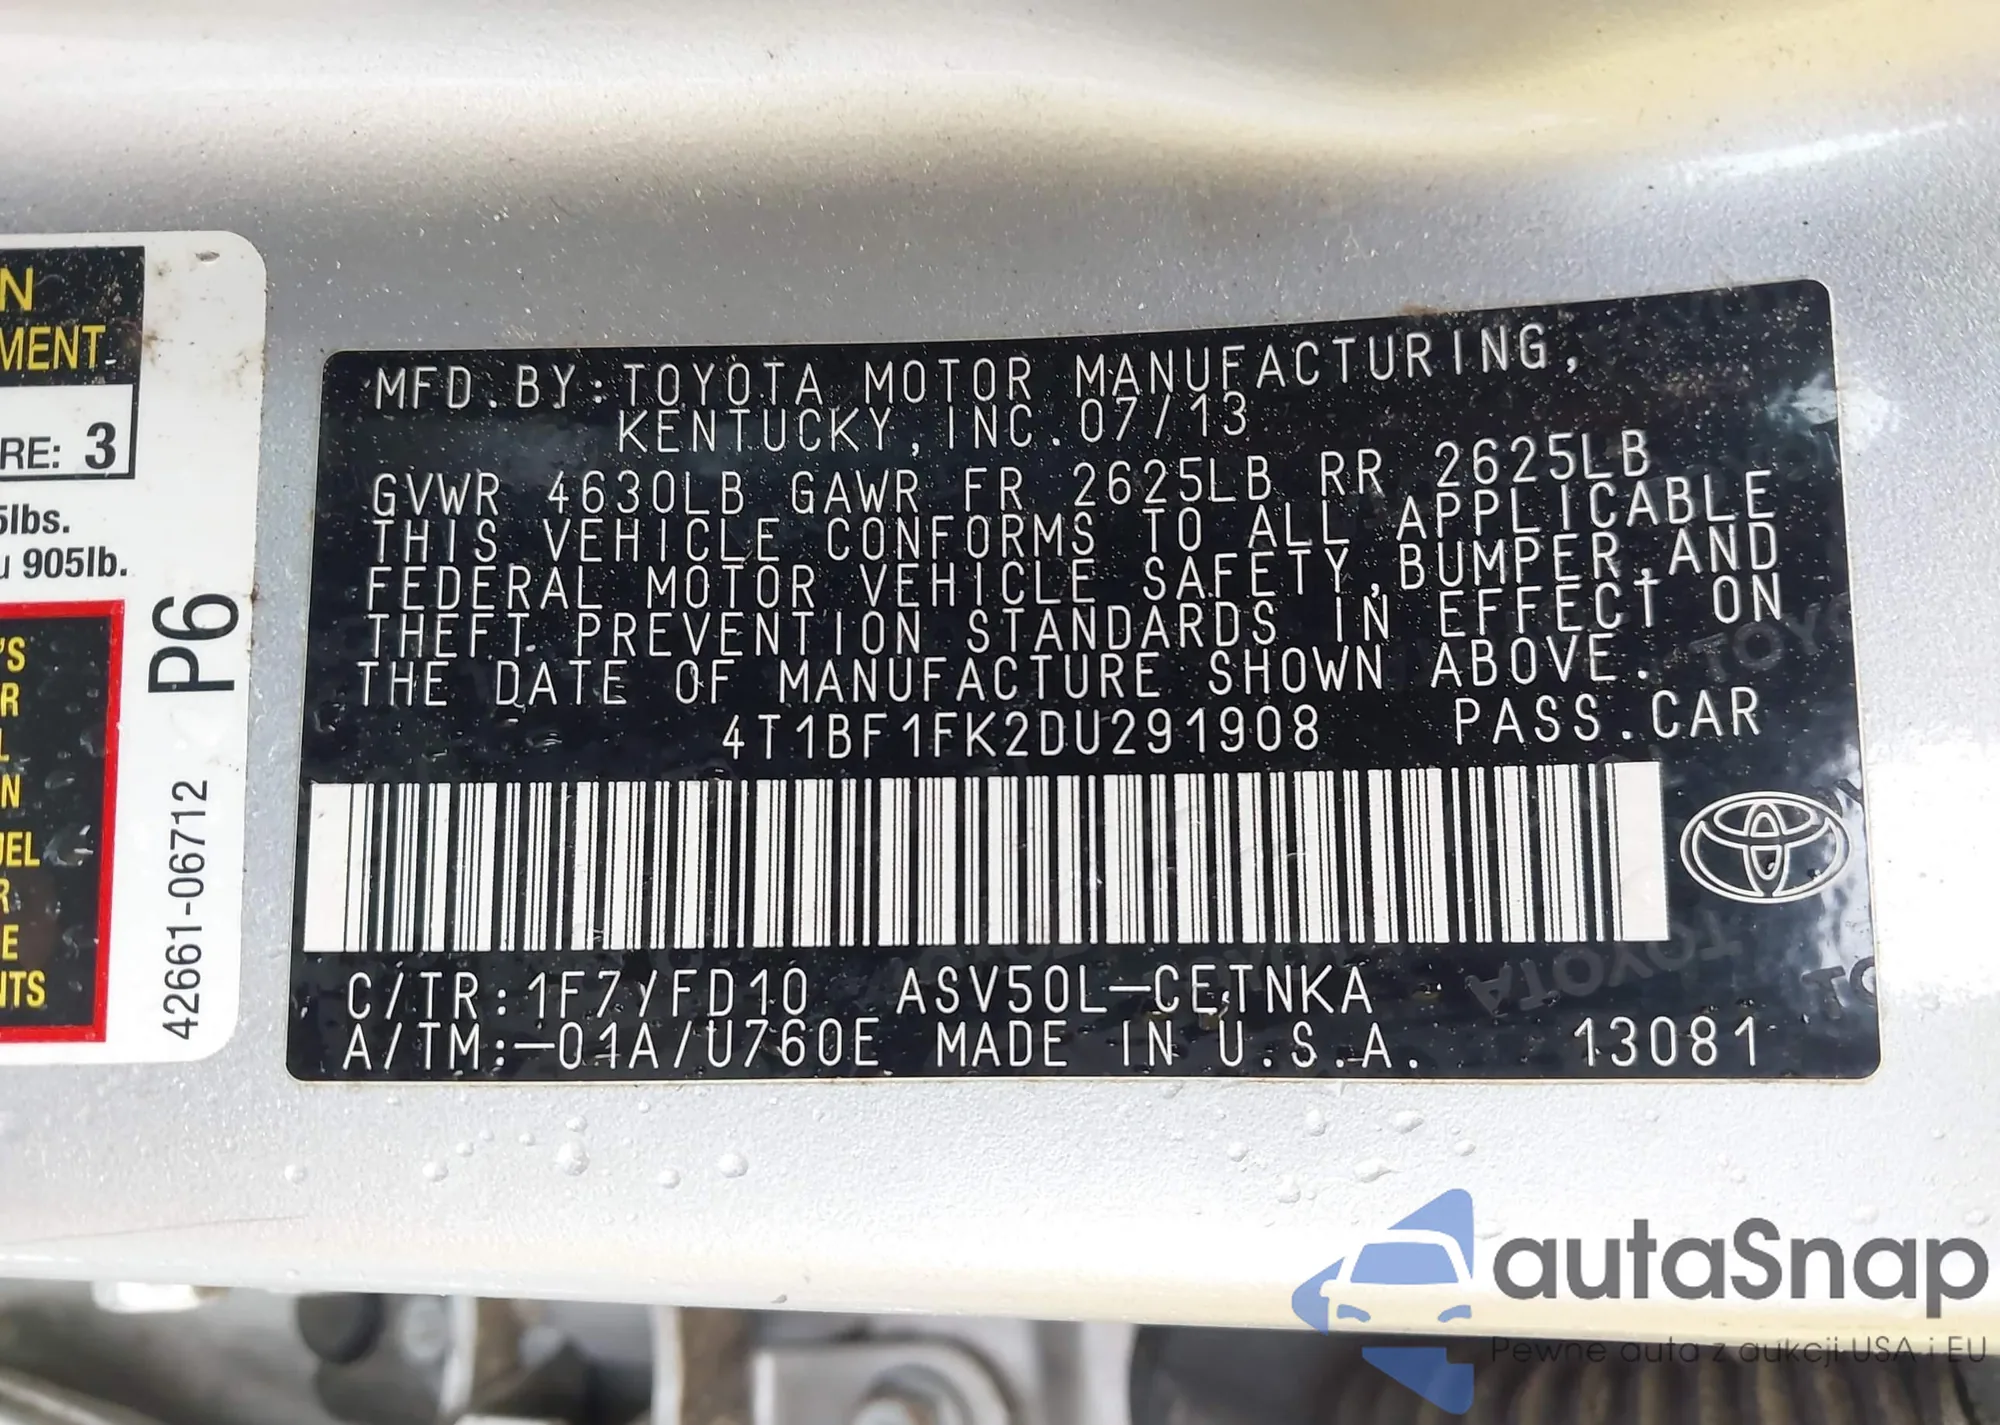 N
MENT
RE: 3
5lbs.
u 905lb.
'S
R
L
N
UEL
R
E
NTS
P6
42661-06712
MFD.BY:TOYOTA MOTOR MANUFACTURING,
KENTUCKY,INC.07/13
GVWR 4630LB GAWR FR 2625LB RR 2625LB
THIS VEHICLE CONFORMS TO ALL APPLICABLE
FEDERAL MOTOR VEHICLE SAFETY,BUMPER,AND
THEFT PREVENTION STANDARDS IN EFFECT ON
THE DATE OF MANUFACTURE SHOWN ABOVE.
4T1BF1FK2DU291908 PASS.CAR
C/TR:1F7/FD10 ASV50L-CETNKA
A/TM:-01A/U760E MADE IN U.S.A. 13081
autaSnap
Pewne auta z aukcji USA i EU